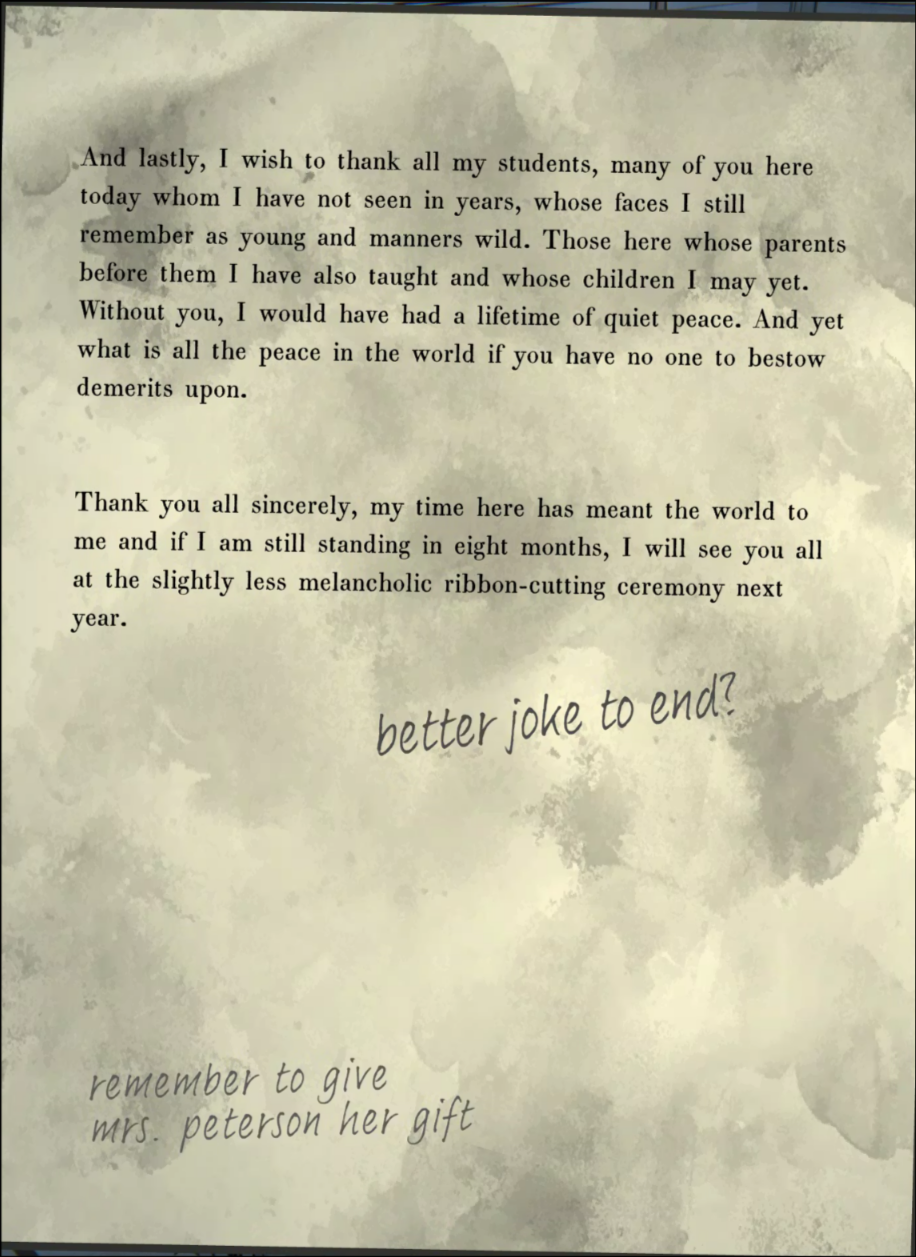 And lastly, I wish to thank all my students, many of you here
today whom I have not seen in years, whose faces I still
remember as young and manners wild. Those here whose parents
before them I have also taught and whose children I may yet.
Without you, I would have had a lifetime of quiet peace. And yet
what is all the peace in the world if you have no one to bestow
demerits upon.
Thank you all sincerely, my time here has meant the world to
me and if I am still standing in eight months, I will see you all
at the slightly less melancholic ribbon-cutting ceremony next
year.
better joke to end?
remember to give
mrs. peterson her gift